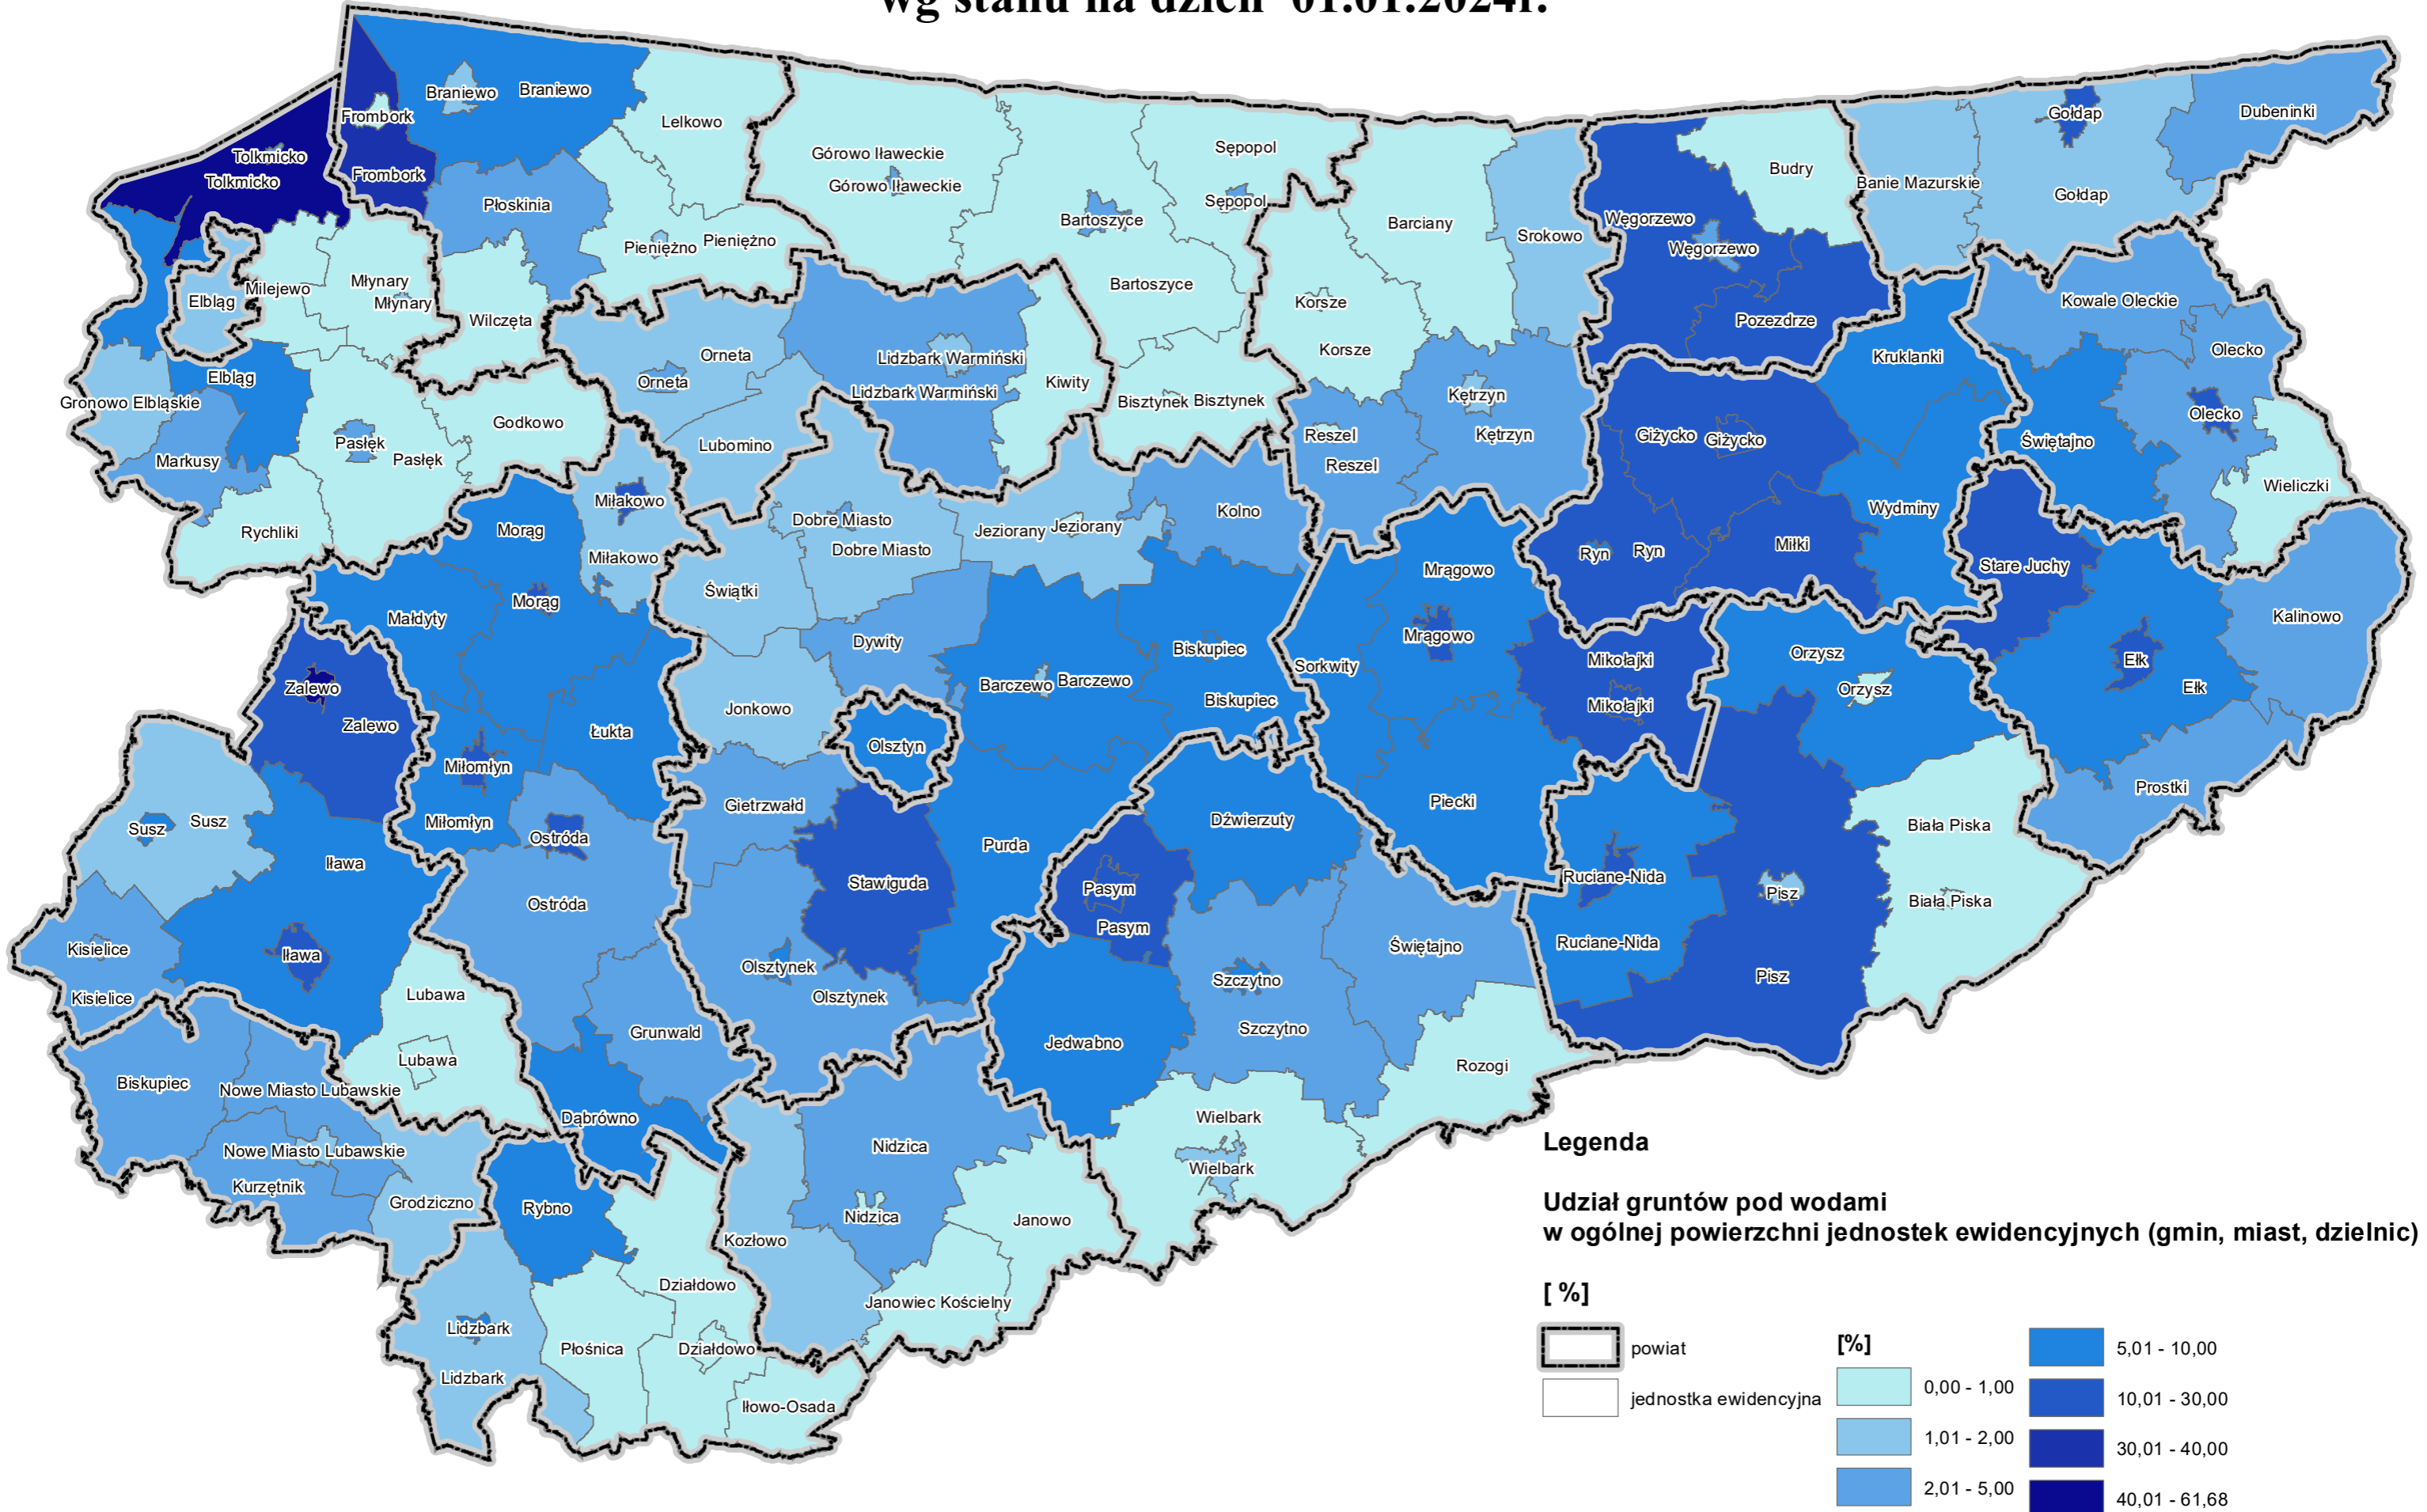 wg stanu na dzień 01.01.2024r.
Braniewo
Braniewo
Frombork
Lelkowo
Gołdap
Dubeninki
Tolkmicko
Górowo Iławeckie
Sępopol
Budry
Frombork
Tolkmicko
Górowo Iławeckie
Banie Mazurskie
Gołdap
Płoskinia
Sępopol
Bartoszyce
Barciany
Węgorzewo
Srokowo
Pieniężno
Pieniężno
Węgorzewo
Młynary
Milejewo
Bartoszyce
Elbląg
Młynary
Korsze
Kowale Oleckie
Wilczęta
Pozezdrze
Orneta
Lidzbark Warmiński
Korsze
Kruklanki
Olecko
Elbląg
Orneta
Kiwity
Lidzbark Warmiński
Kętrzyn
Gronowo Elbląskie
Bisztynek
Bisztynek
Godkowo
Olecko
Pasłęk
Lubomino
Reszel
Kętrzyn
Giżycko
Giżycko
Świętajno
Markusy
Pasłęk
Reszel
Wieliczki
Miłakowo
Rychliki
Morąg
Dobre Miasto
Jeziorany
Jeziorany
Kolno
Wydminy
Miłakowo
Dobre Miasto
Ryn
Ryn
Miłki
Stare Juchy
Morąg
Świątki
Mrągowo
Małdyty
Kalinowo
Dywity
Biskupiec
Mrągowo
Sorkwity
Mikołajki
Orzysz
Ełk
Zalewo
Barczewo
Barczewo
Orzysz
Ełk
Zalewo
Jonkowo
Biskupiec
Mikołajki
Łukta
Olsztyn
Miłomłyn
Prostki
Susz
Susz
Miłomłyn
Ostróda
Gietrzwałd
Dźwierzuty
Piecki
Biała Piska
Iława
Purda
Stawiguda
Ruciane-Nida
Pasym
Pisz
Ostróda
Biała Piska
Kisielice
Iława
Pasym
Świętajno
Ruciane-Nida
Olsztynek
Szczytno
Pisz
Kisielice
Lubawa
Olsztynek
Grunwald
Szczytno
Jedwabno
Lubawa
Rozogi
Biskupiec
Nowe Miasto Lubawskie
Dąbrówno
Wielbark
Nowe Miasto Lubawskie
Nidzica
Wielbark
Kurzętnik
Grodziczno
Rybno
Nidzica
Janowo
Kozłowo
Działdowo
Janowiec Kościelny
Lidzbark
Płośnica
Działdowo
Lidzbark
Iłowo-Osada
Legenda
Udział gruntów pod wodami
w ogólnej powierzchni jednostek ewidencyjnych (gmin, miast, dzielnic)
[ %]
powiat
jednostka ewidencyjna
[%]
0,00 - 1,00
1,01 - 2,00
2,01 - 5,00
5,01 - 10,00
10,01 - 30,00
30,01 - 40,00
40,01 - 61,68